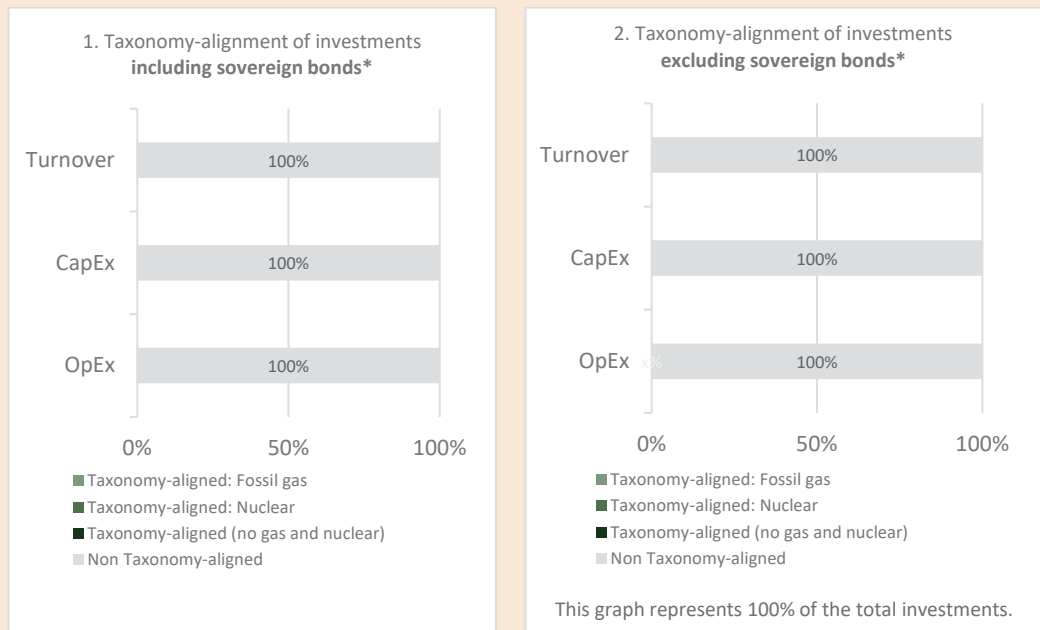 1. Taxonomy-alignment of investments
including sovereign bonds*
Turnover
100%
CapEx
100%
OpEx
100%
0%
50%
100%
Taxonomy-aligned: Fossil gas
Taxonomy-aligned: Nuclear
Taxonomy-aligned (no gas and nuclear)
Non Taxonomy-aligned
2. Taxonomy-alignment of investments
excluding sovereign bonds*
Turnover
100%
CapEx
100%
OpEx
x%
100%
0%
50%
100%
Taxonomy-aligned: Fossil gas
Taxonomy-aligned: Nuclear
Taxonomy-aligned (no gas and nuclear)
Non Taxonomy-aligned
This graph represents 100% of the total investments.